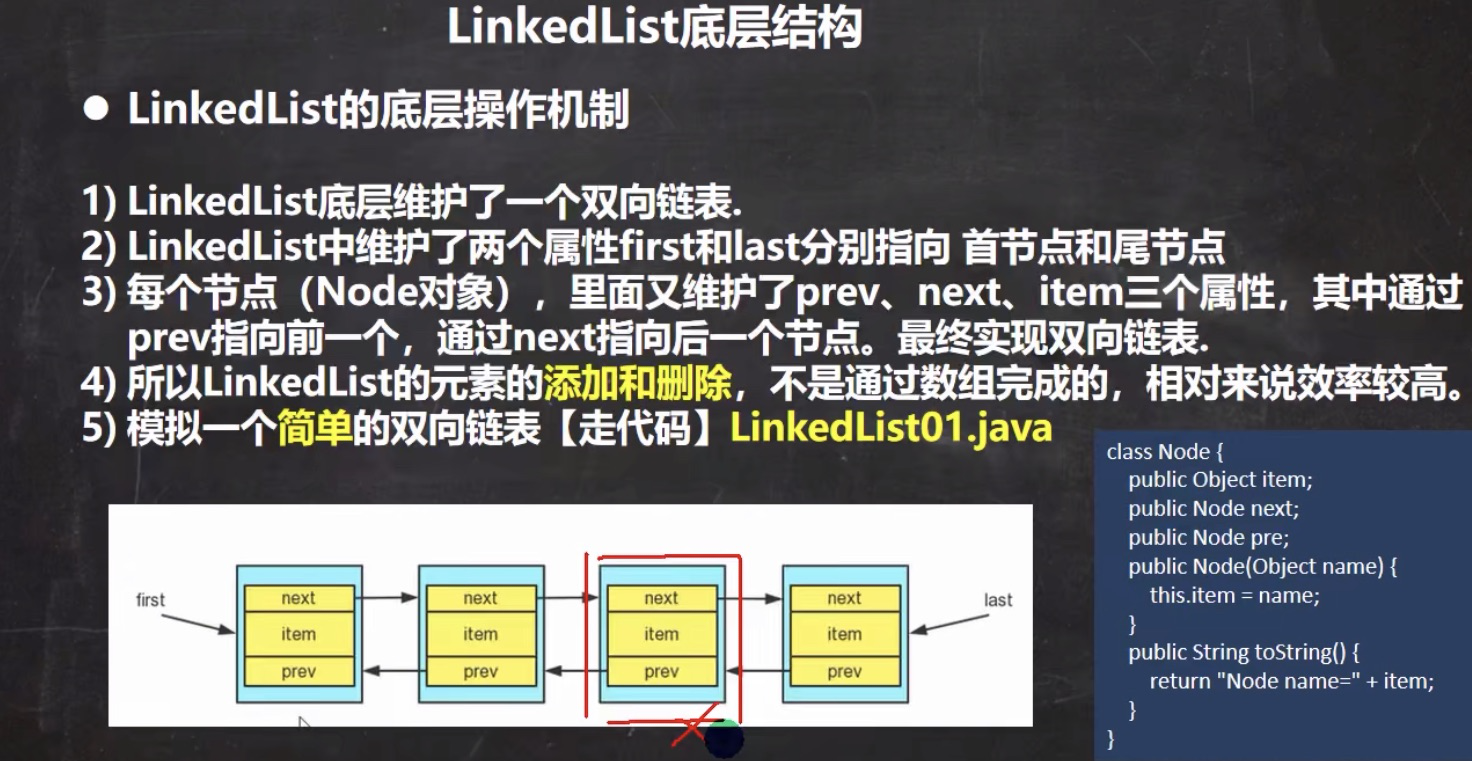 LinkedList底层结构
● LinkedList的底层操作机制
1) LinkedList底层维护了一个双向链表.
2) LinkedList中维护了两个属性first和last分别指向 首节点和尾节点
3) 每个节点（Node对象），里面又维护了prev、next、item三个属性，其中通过
prev指向前一个，通过next指向后一个节点。最终实现双向链表.
4) 所以LinkedList的元素的添加和删除，不是通过数组完成的，相对来说效率较高。
5) 模拟一个简单的双向链表【走代码】LinkedList01.java
first
next
item
prev
next
item
prev
next
item
prev
next
item
prev
last
class Node {
public Object item;
public Node next;
public Node pre;
public Node(Object name) {
this.item = name;
}
public String toString() {
return "Node name=" + item;
}
}